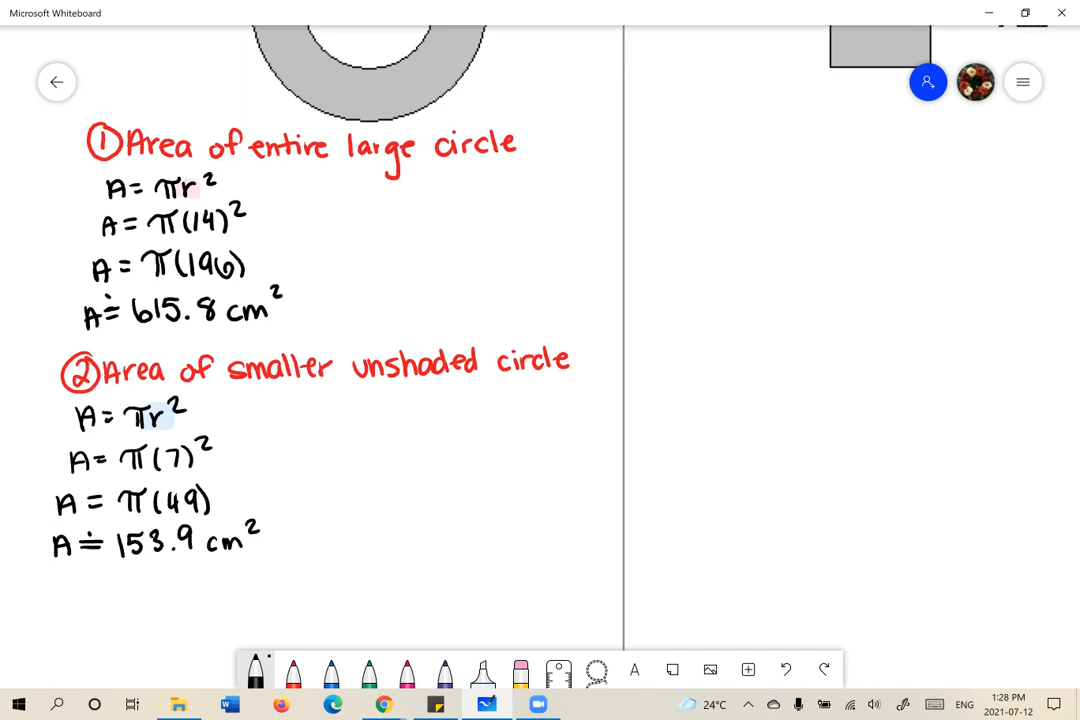 Microsoft Whiteboard
① Area of entire large circle
A = πr²
A = π(14)²
A = π(196)
A ≐ 615.8 cm²
② Area of smaller unshaded circle
A = πr²
A = π(7)²
A = π(49)
A ≐ 153.9 cm²
A
24°C
ENG
1:28 PM
2021-07-12